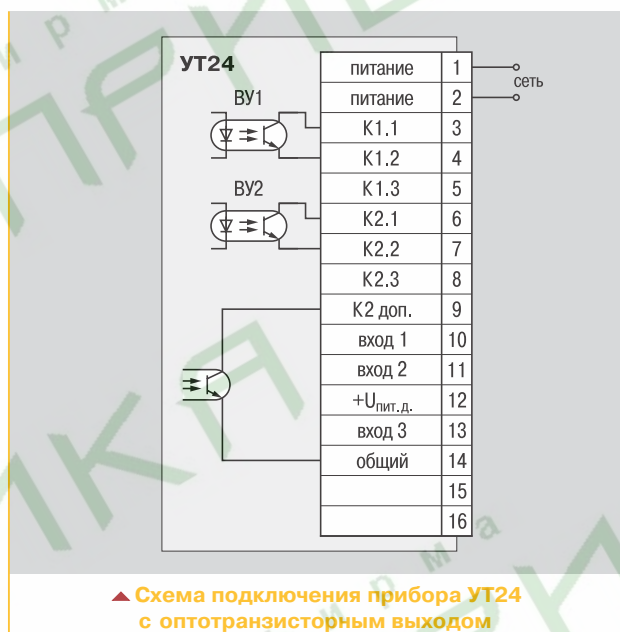 УТ24
ВУ1
ВУ2
питание 1
питание 2
сеть
К1.1 3
К1.2 4
К1.3 5
К2.1 6
К2.2 7
К2.3 8
К2 доп. 9
вход 1 10
вход 2 11
+Uпит.д. 12
вход 3 13
общий 14
15
16
Схема подключения прибора УТ24
с оптотранзисторным выходом